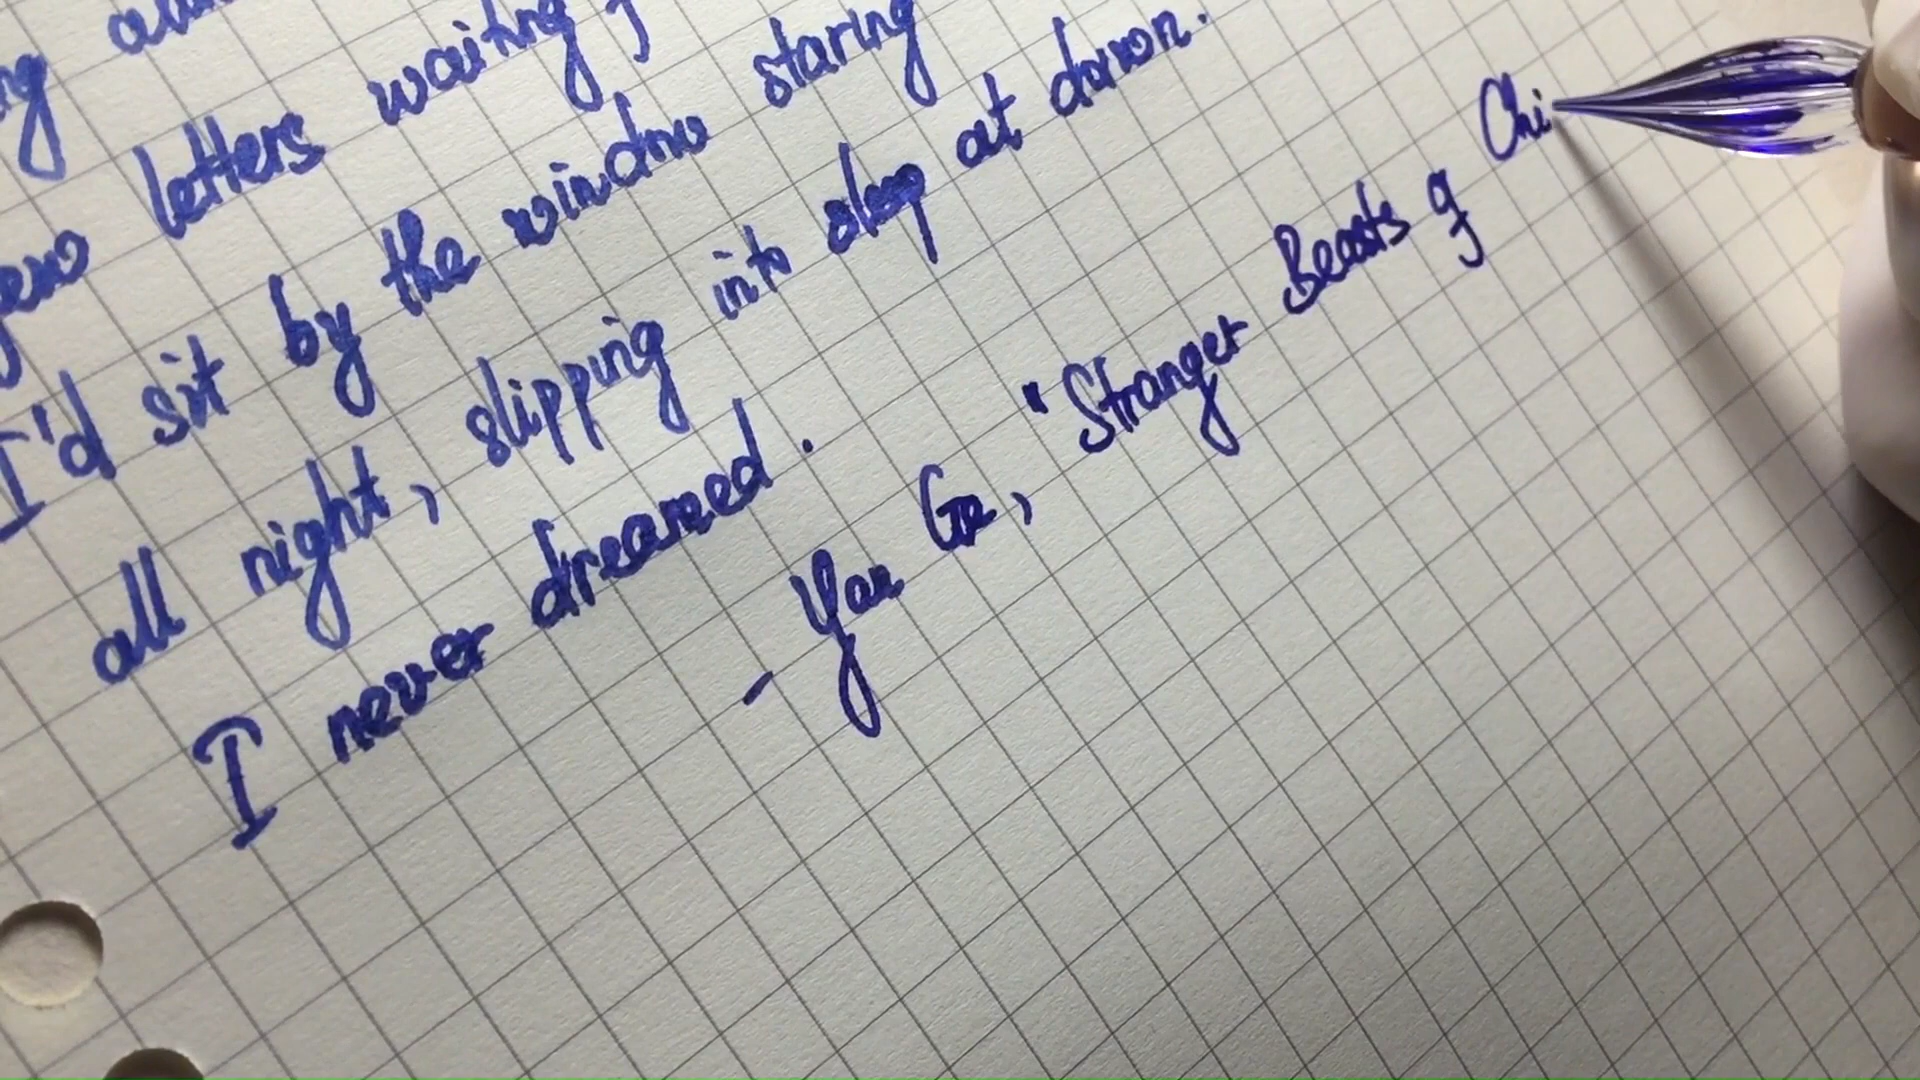 letters waiting
I'd sit by the window staring
all night, slipping into sleep at dawn.
I never dreamed.
- Yan Ge, "Stranger Beasts of Chi